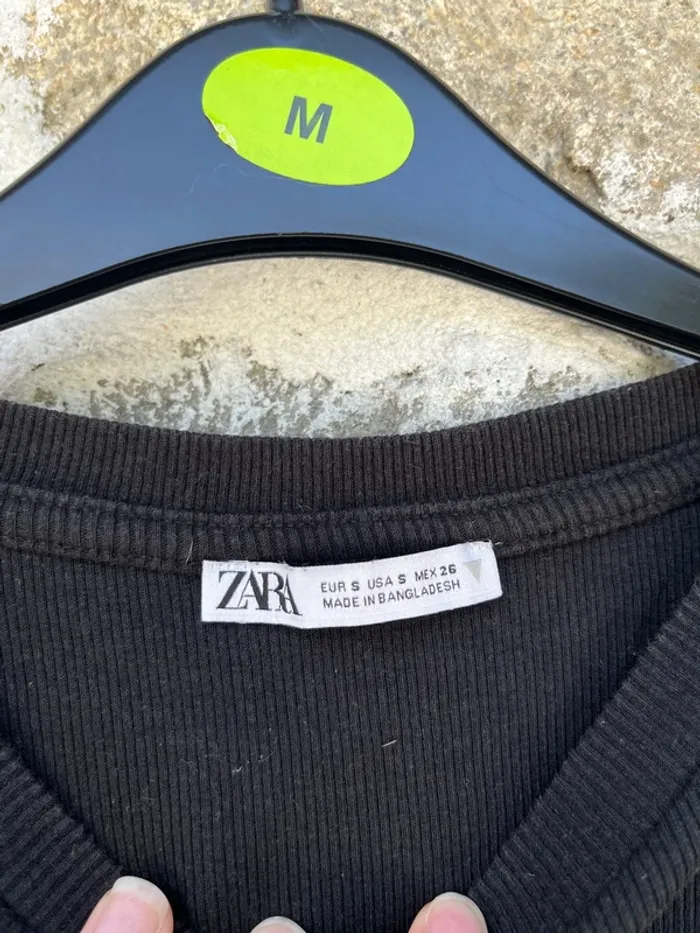 M
ZARA
EUR S USA S MEX 26
MADE IN BANGLADESH